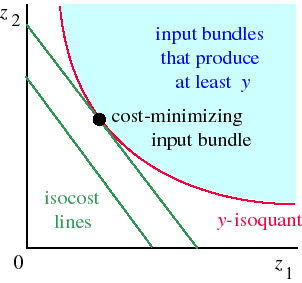 z2
input bundles
that produce
at least y
cost-minimizing
input bundle
isocost
lines
y-isoquant
0
z1